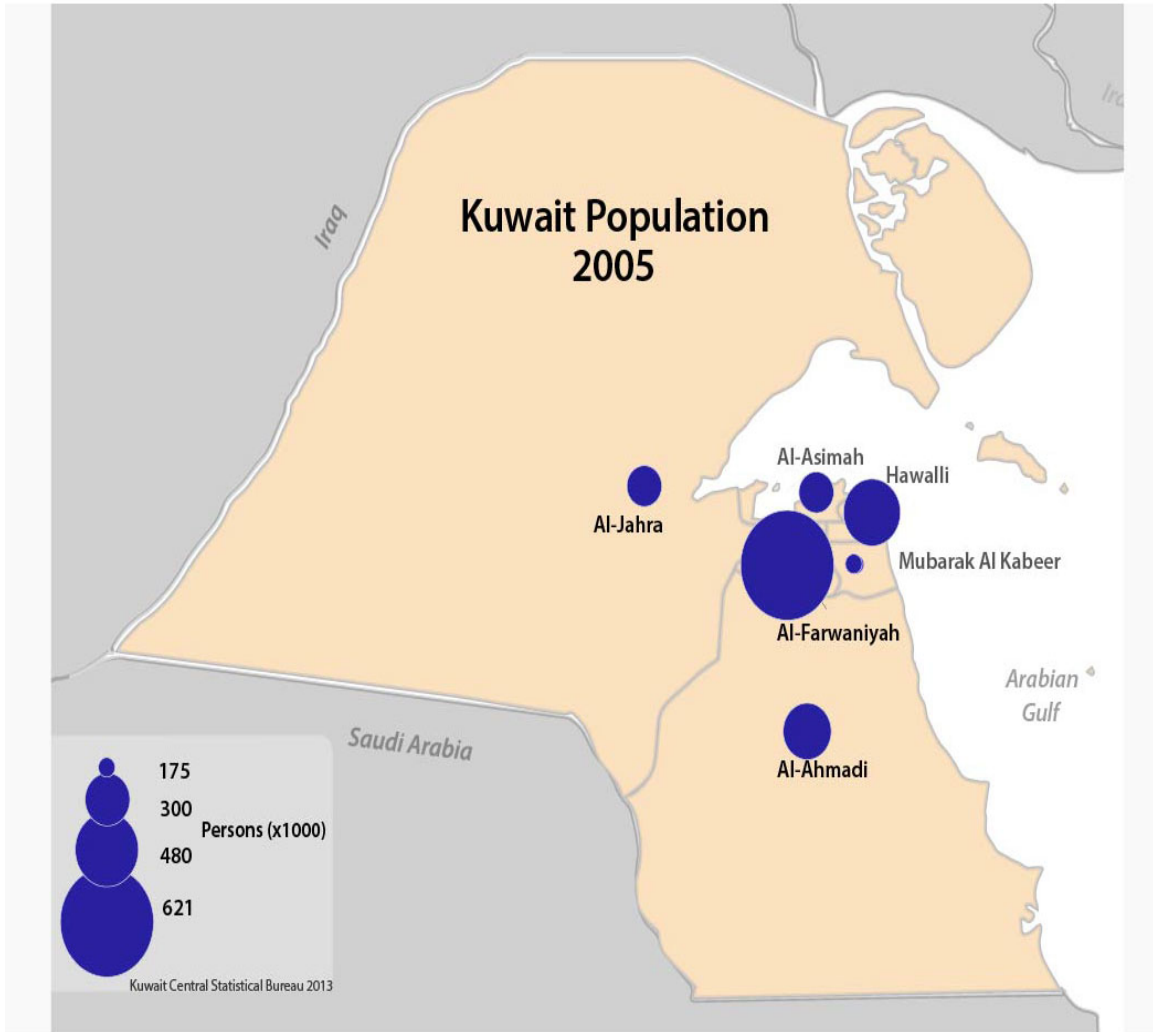 Kuwait Population
2005
Iraq
Al-Asimah
Hawalli
Al-Jahra
Mubarak Al Kabeer
Al-Farwaniyah
Arabian
Gulf
Saudi Arabia
Al-Ahmadi
175
300
Persons (x1000)
480
621
Kuwait Central Statistical Bureau 2013